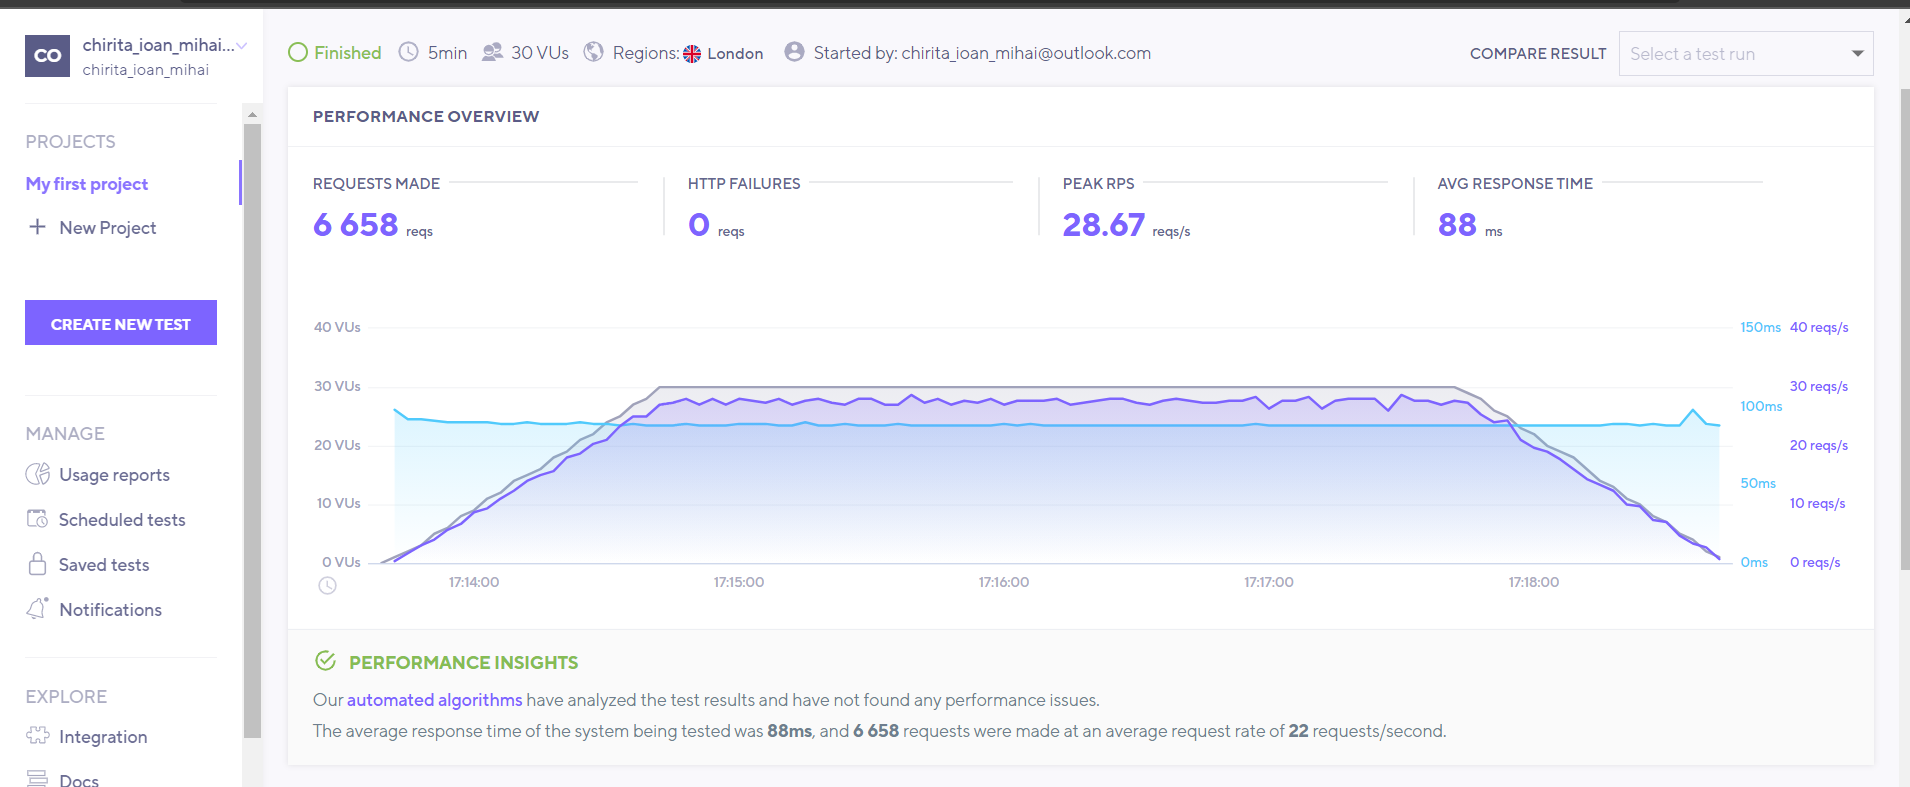 CO
chirita_ioan_mihai...
chirita_ioan_mihai
PROJECTS
My first project
New Project
CREATE NEW TEST
MANAGE
Usage reports
Scheduled tests
Saved tests
Notifications
EXPLORE
Integration
Docs
Finished 5min 30 VUs Regions: London Started by: chirita_ioan_mihai@outlook.com
COMPARE RESULT Select a test run
PERFORMANCE OVERVIEW
REQUESTS MADE
6 658 reqs
HTTP FAILURES
0 reqs
PEAK RPS
28.67 reqs/s
AVG RESPONSE TIME
88 ms
40 VUs
30 VUs
20 VUs
10 VUs
0 VUs
150ms
100ms
50ms
0ms
40 reqs/s
30 reqs/s
20 reqs/s
10 reqs/s
0 reqs/s
17:14:00 17:15:00 17:16:00 17:17:00 17:18:00
PERFORMANCE INSIGHTS
Our automated algorithms have analyzed the test results and have not found any performance issues.
The average response time of the system being tested was 88ms, and 6 658 requests were made at an average request rate of 22 requests/second.